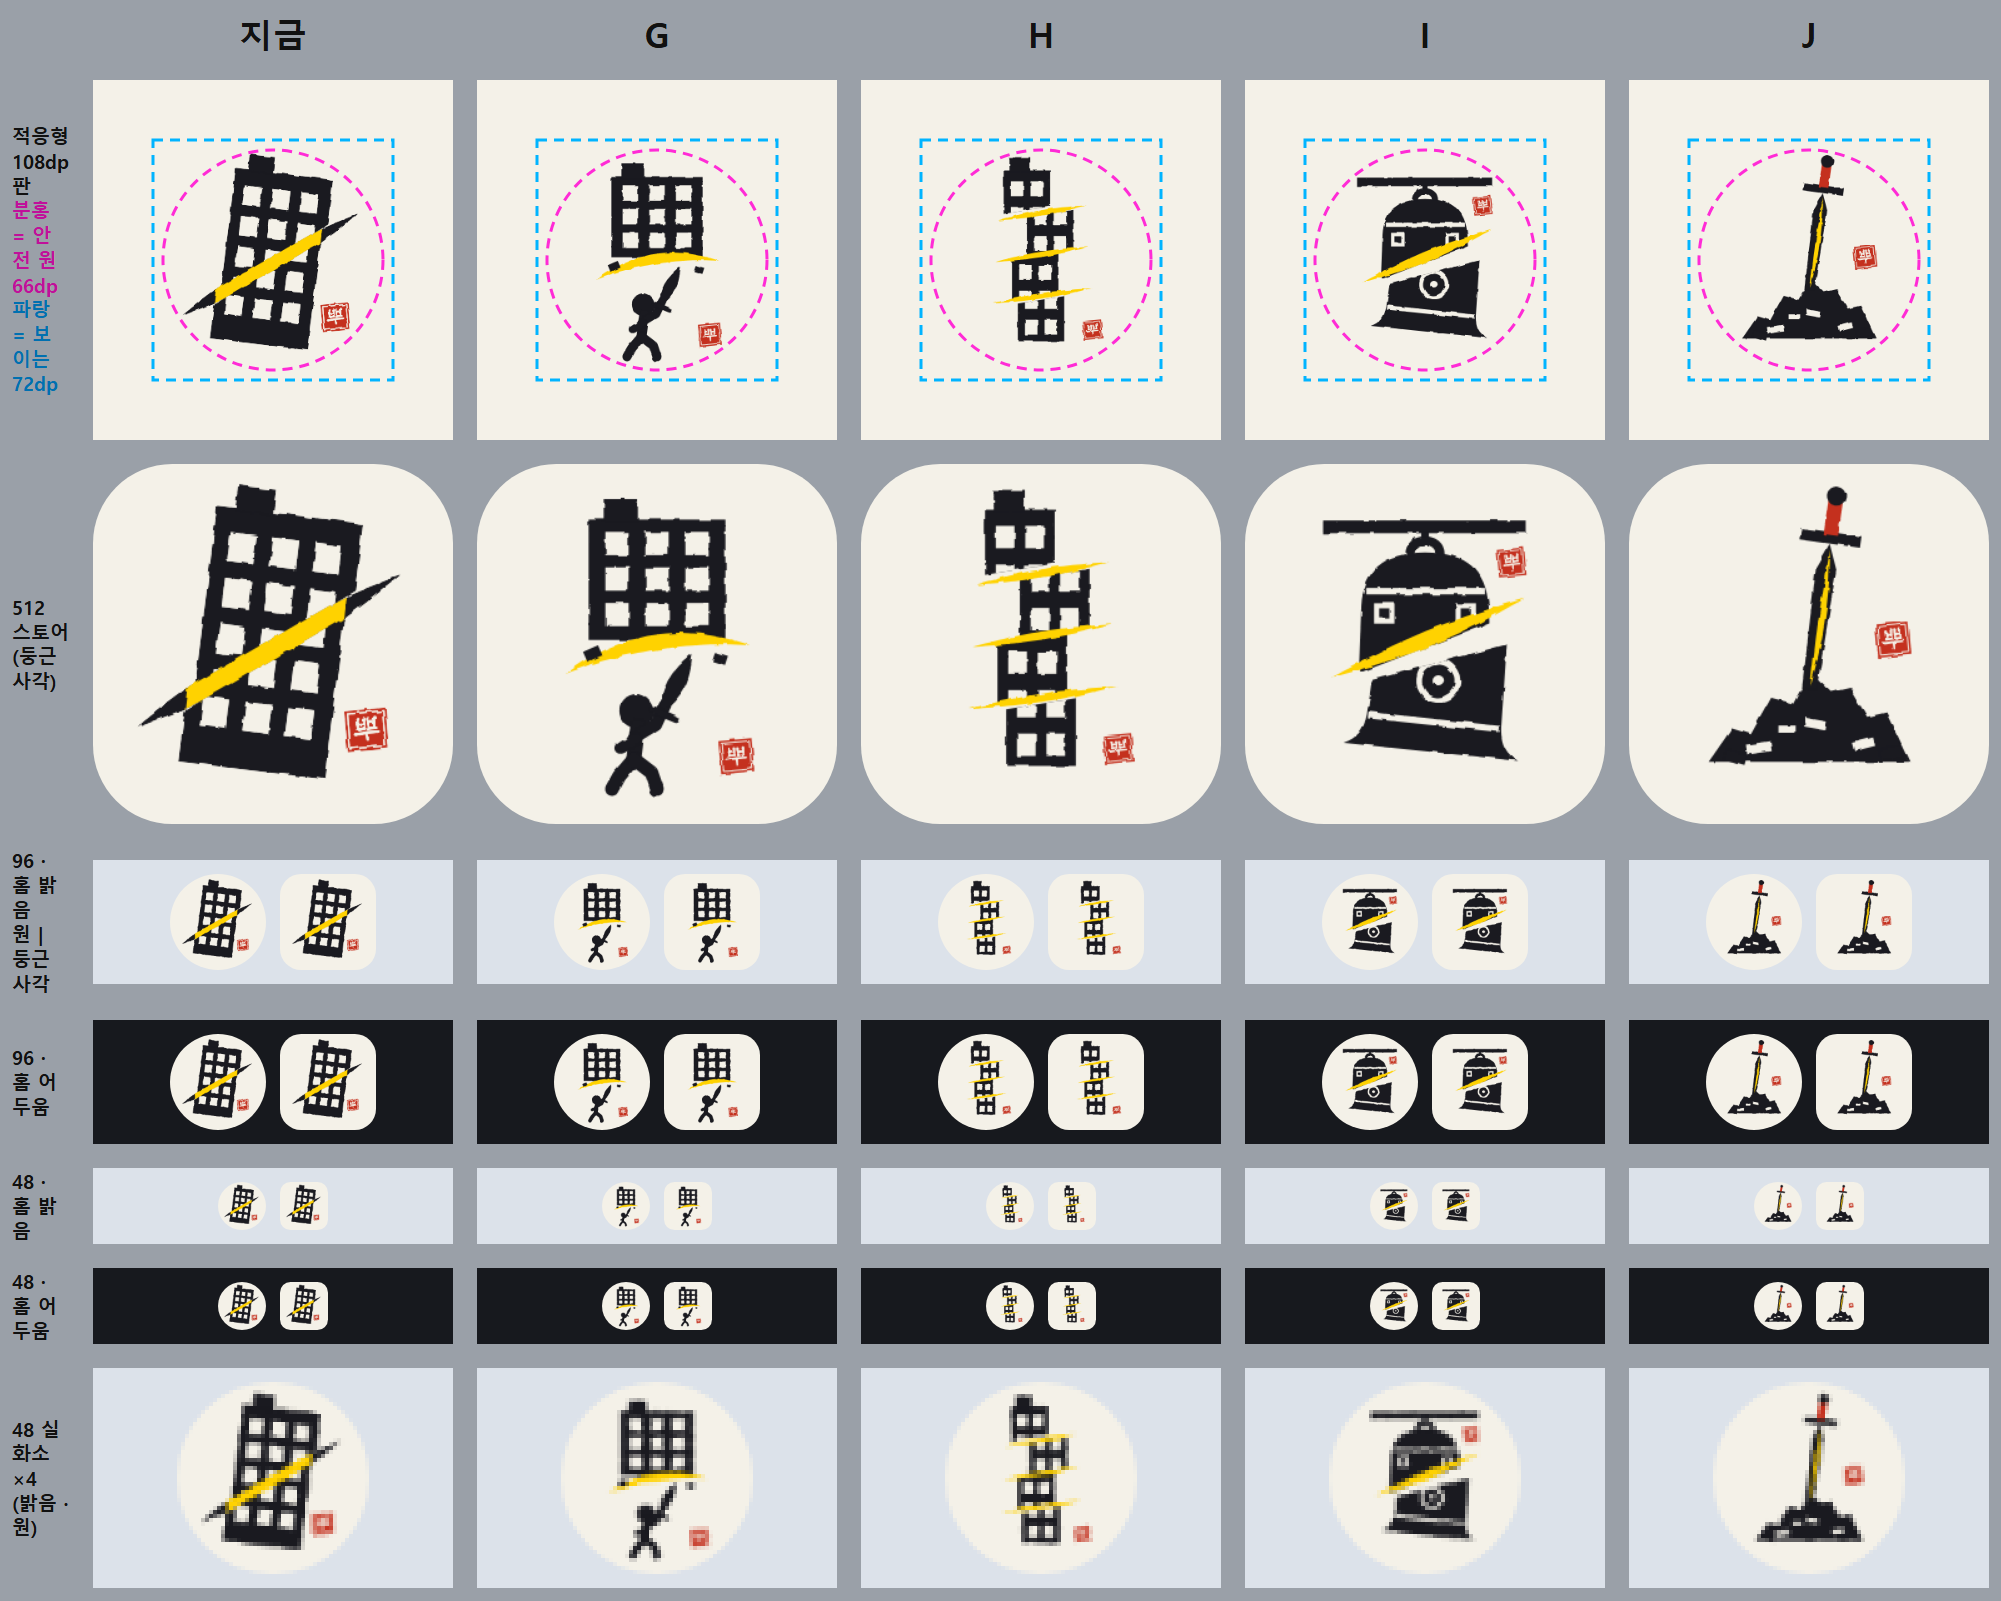 지금
G
H
I
J
적응형
108dp
판
분홍
= 안
전 원
66dp
파랑
= 보
이는
72dp
512
스토어
(둥근
사각)
96 ·
홈 밝
음
원 |
둥근
사각
96 ·
홈 어
두움
48 ·
홈 밝
음
48 ·
홈 어
두움
48 실
화소
×4
(밝음 ·
원)